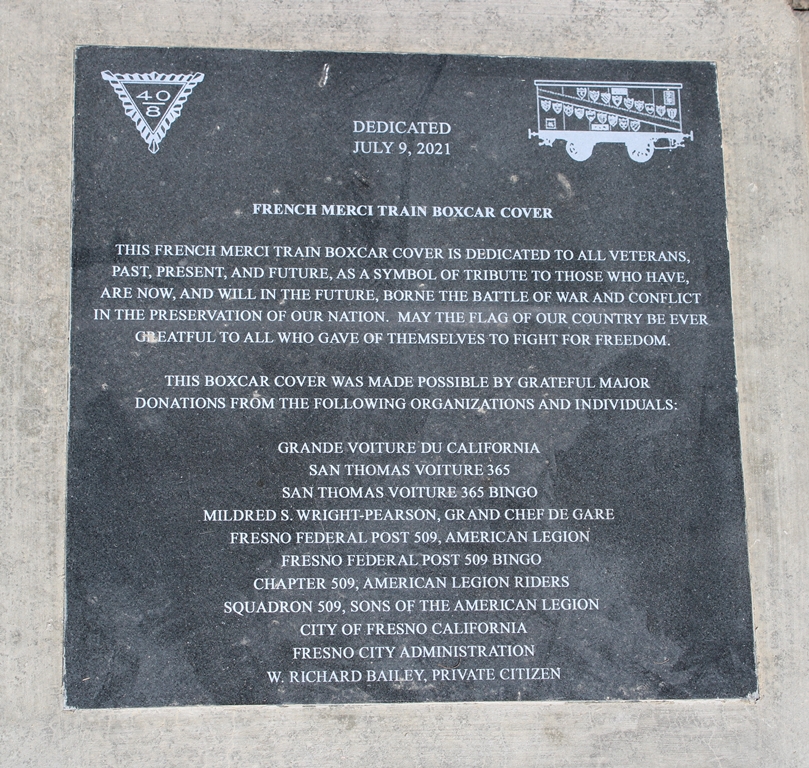 40
8
DEDICATED
JULY 9, 2021
FRENCH MERCI TRAIN BOXCAR COVER
THIS FRENCH MERCI TRAIN BOXCAR COVER IS DEDICATED TO ALL VETERANS,
PAST, PRESENT, AND FUTURE, AS A SYMBOL OF TRIBUTE TO THOSE WHO HAVE,
ARE NOW, AND WILL IN THE FUTURE, BORNE THE BATTLE OF WAR AND CONFLICT
IN THE PRESERVATION OF OUR NATION. MAY THE FLAG OF OUR COUNTRY BE EVER
GREATFUL TO ALL WHO GAVE OF THEMSELVES TO FIGHT FOR FREEDOM.
THIS BOXCAR COVER WAS MADE POSSIBLE BY GRATEFUL MAJOR
DONATIONS FROM THE FOLLOWING ORGANIZATIONS AND INDIVIDUALS:
GRANDE VOITURE DU CALIFORNIA
SAN THOMAS VOITURE 365
SAN THOMAS VOITURE 365 BINGO
MILDRED S. WRIGHT-PEARSON, GRAND CHEF DE GARE
FRESNO FEDERAL POST 509, AMERICAN LEGION
FRESNO FEDERAL POST 509 BINGO
CHAPTER 509, AMERICAN LEGION RIDERS
SQUADRON 509, SONS OF THE AMERICAN LEGION
CITY OF FRESNO CALIFORNIA
FRESNO CITY ADMINISTRATION
W. RICHARD BAILEY, PRIVATE CITIZEN